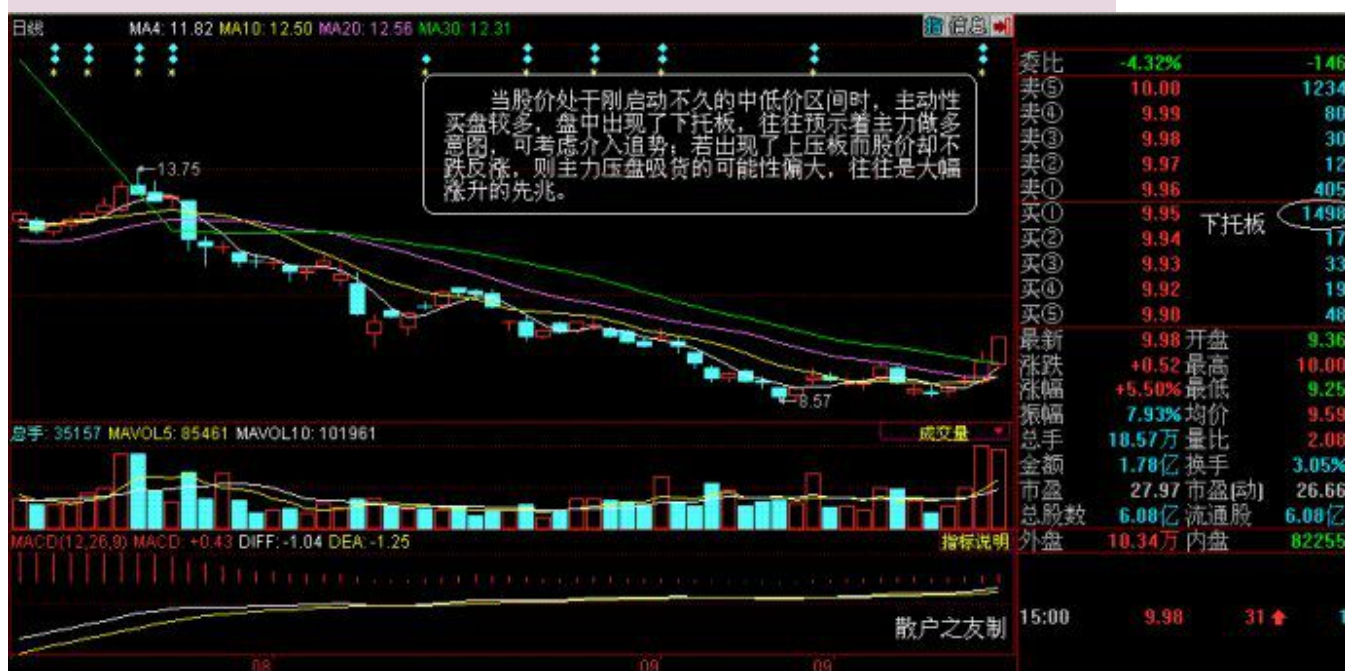 日线 MA4: 11.82 MA10: 12.50 MA20: 12.56 MA30: 12.31 指 信息
当股价处于刚启动不久的中低价区间时，主动性
买盘较多，盘中出现了下托板，往往预示着主力做多
意图，可考虑介入追势；若出现了上压板而股价却不
跌反涨，则主力压盘吸货的可能性偏大，往往是大幅
涨升的先兆。
13.75
8.57
总手: 35157 MAVOL5: 85461 MAVOL10: 101961 成交量
MACD(12,26,9) MACD: +0.43 DIFF: -1.04 DEA: -1.25 指标说明
散户之友制
08 09 09
委比 -4.32% -146
卖⑤ 10.00 1234
卖④ 9.99 80
卖③ 9.98 30
卖② 9.97 12
卖① 9.96 405
买① 9.95 下托板 1498
买② 9.94 17
买③ 9.93 33
买④ 9.92 19
买⑤ 9.90 48
最新 9.98 开盘 9.36
涨跌 +0.52 最高 10.00
涨幅 +5.50% 最低 9.25
振幅 7.93% 均价 9.59
总手 18.57万 量比 2.08
金额 1.78亿 换手 3.05%
市盈 27.97 市盈(动) 26.66
总股数 6.08亿 流通股 6.08亿
外盘 10.34万 内盘 82255
15:00 9.98 31 1